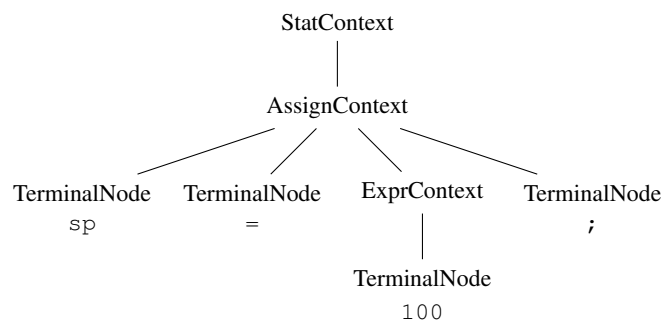 StatContext
AssignContext
TerminalNode TerminalNode ExprContext TerminalNode
sp = ;
TerminalNode
100